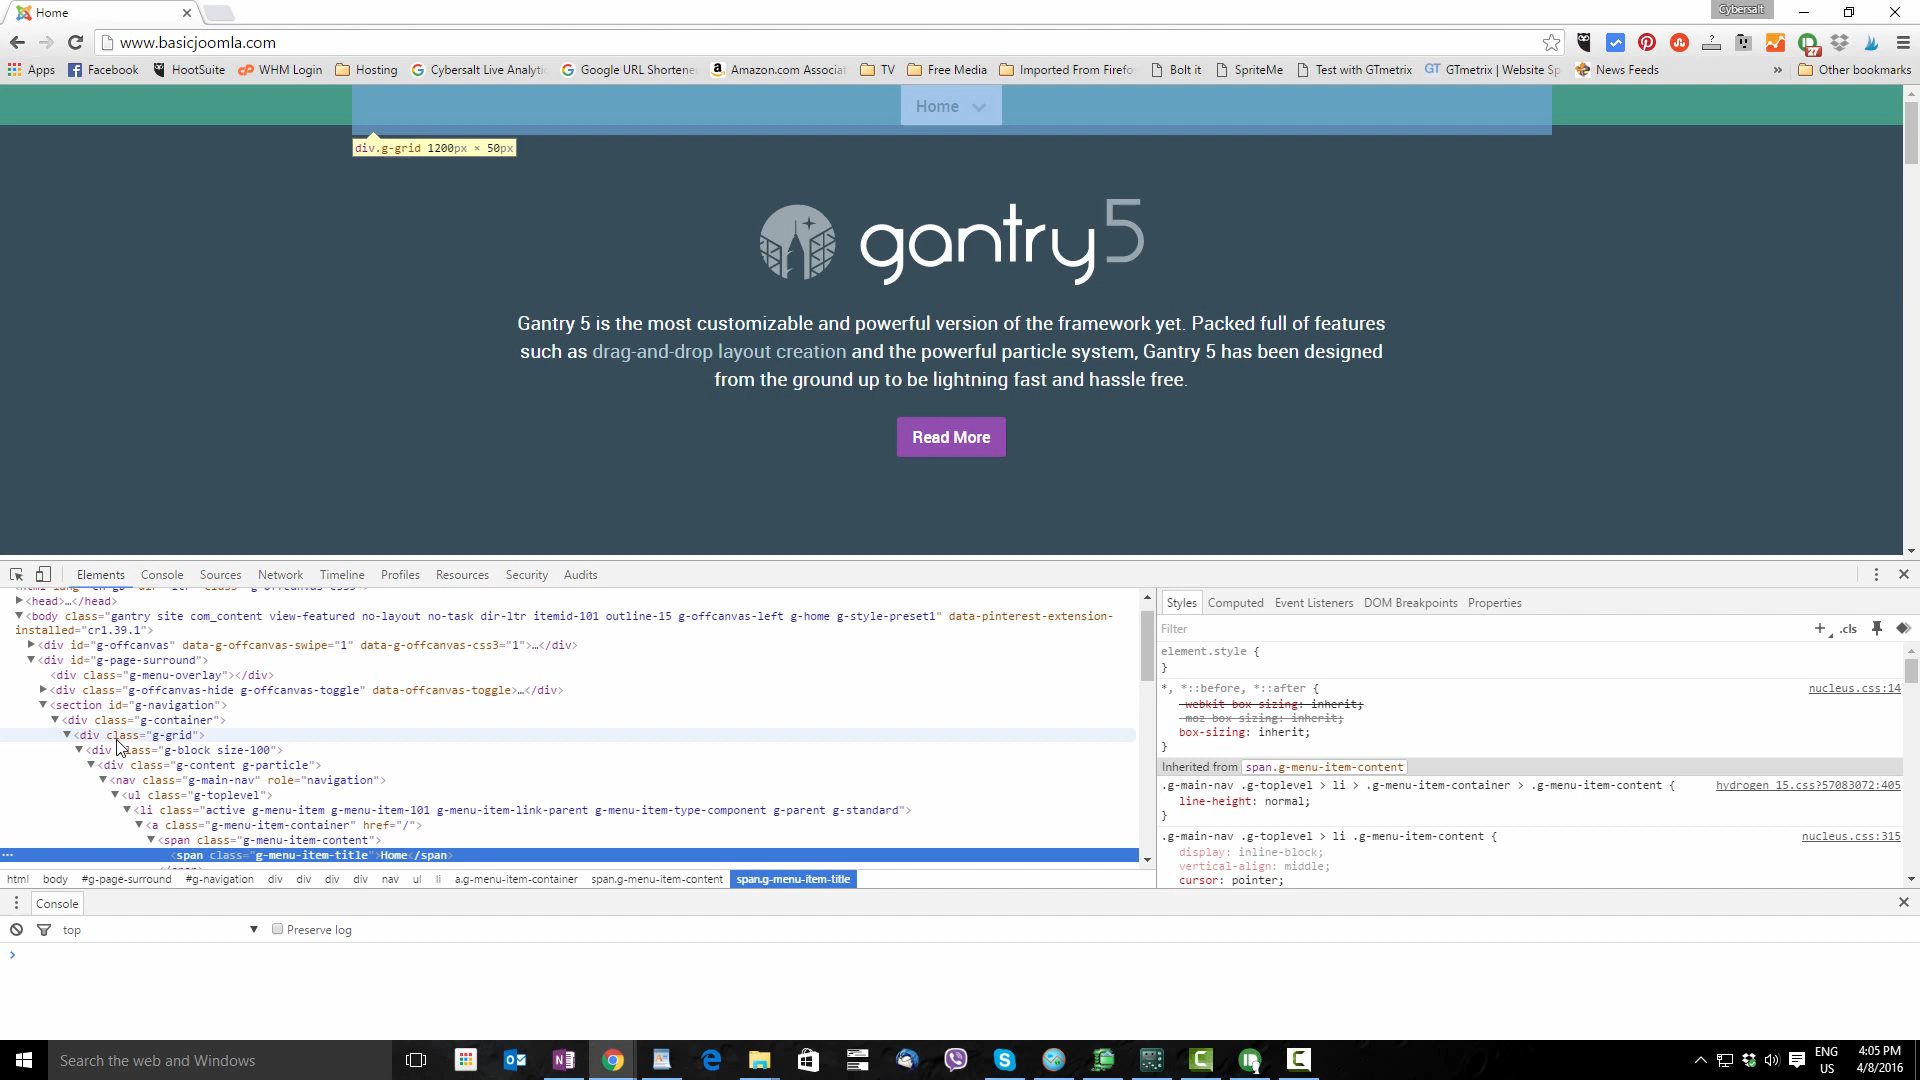 Home
Cybersalt
www.basicjoomla.com
27
Apps Facebook HootSuite WHM Login Hosting Cybersalt Live Analyti Google URL Shortene Amazon.com Associat TV Free Media Imported From Firefo Bolt it SpriteMe Test with GTmetrix GTmetrix | Website Sp News Feeds » Other bookmarks
Home
div.g-grid 1200px × 50px
gantry5
Gantry 5 is the most customizable and powerful version of the framework yet. Packed full of features
such as drag-and-drop layout creation and the powerful particle system, Gantry 5 has been designed
from the ground up to be lightning fast and hassle free.
Read More
Elements Console Sources Network Timeline Profiles Resources Security Audits
<head>…</head>
<body class="gantry site com_content view-featured no-layout no-task dir-ltr itemid-101 outline-15 g-offcanvas-left g-home g-style-preset1" data-pinterest-extension-
installed="cr1.39.1">
<div id="g-offcanvas" data-g-offcanvas-swipe="1" data-g-offcanvas-css3="1">…</div>
<div id="g-page-surround">
<div class="g-menu-overlay"></div>
<div class="g-offcanvas-hide g-offcanvas-toggle" data-offcanvas-toggle>…</div>
<section id="g-navigation">
<div class="g-container">
<div class="g-grid">
<div class="g-block size-100">
<div class="g-content g-particle">
<nav class="g-main-nav" role="navigation">
<ul class="g-toplevel">
<li class="active g-menu-item g-menu-item-101 g-menu-item-link-parent g-menu-item-type-component g-parent g-standard">
<a class="g-menu-item-container" href="/">
<span class="g-menu-item-content">
<span class="g-menu-item-title">Home</span>
html body #g-page-surround #g-navigation div div div div nav ul li a.g-menu-item-container span.g-menu-item-content span.g-menu-item-title
Styles Computed Event Listeners DOM Breakpoints Properties
Filter + .cls
element.style {
}
*, *::before, *::after { nucleus.css:14
-webkit-box-sizing: inherit;
-moz-box-sizing: inherit;
box-sizing: inherit;
}
Inherited from span.g-menu-item-content
.g-main-nav .g-toplevel > li > .g-menu-item-container > .g-menu-item-content { hydrogen_15.css?57083072:405
line-height: normal;
}
.g-main-nav .g-toplevel > li .g-menu-item-content { nucleus.css:315
display: inline-block;
vertical-align: middle;
cursor: pointer;
Console
top Preserve log
>
Search the web and Windows
ENG
US
4:05 PM
4/8/2016